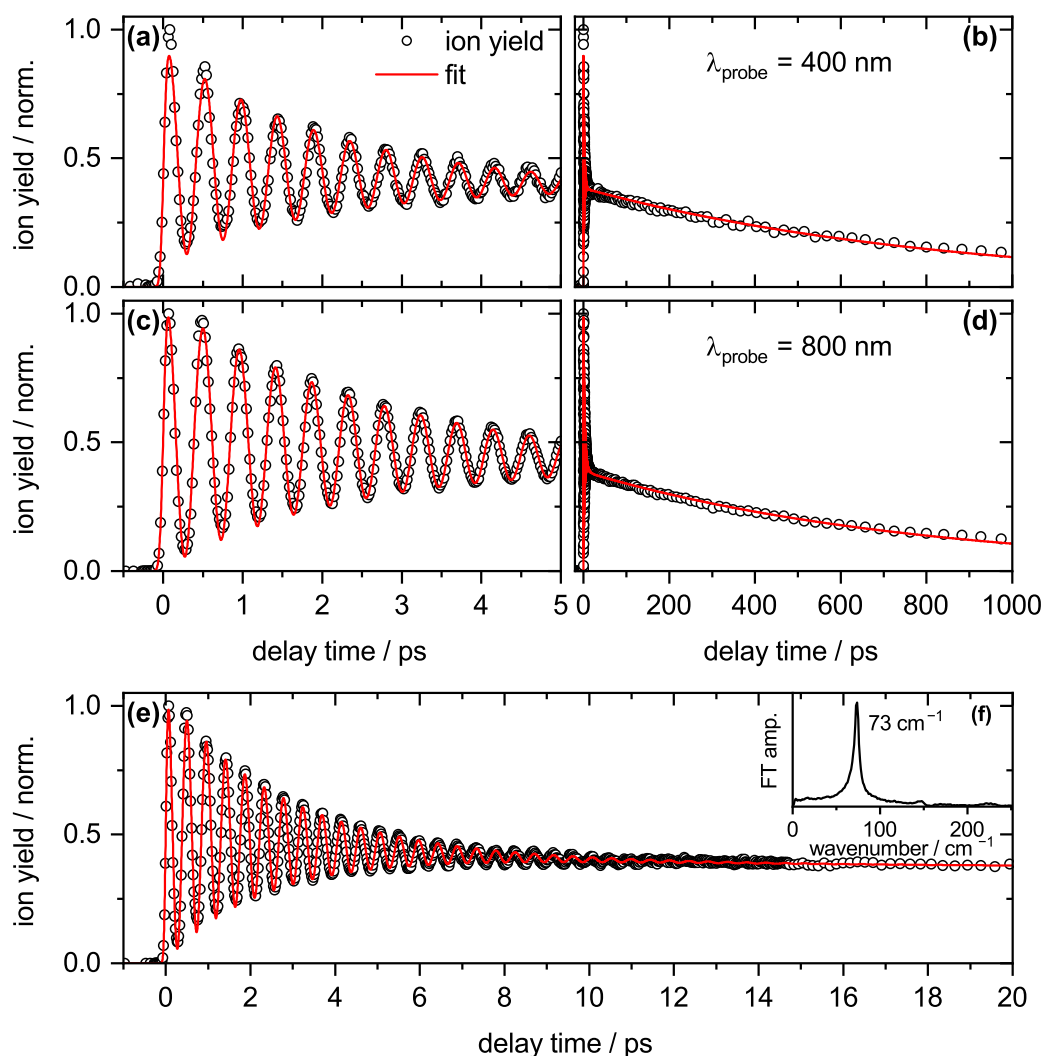 (a)
ion yield
fit
1.0
0.5
0.0
ion yield / norm.
(b)
λprobe = 400 nm
(c)
1.0
0.5
0.0
ion yield / norm.
0 1 2 3 4 5
delay time / ps
(d)
λprobe = 800 nm
0 200 400 600 800 1000
delay time / ps
(e)
1.0
0.5
0.0
ion yield / norm.
0 2 4 6 8 10 12 14 16 18 20
delay time / ps
(f)
73 cm⁻¹
FT amp.
0 100 200
wavenumber / cm⁻¹